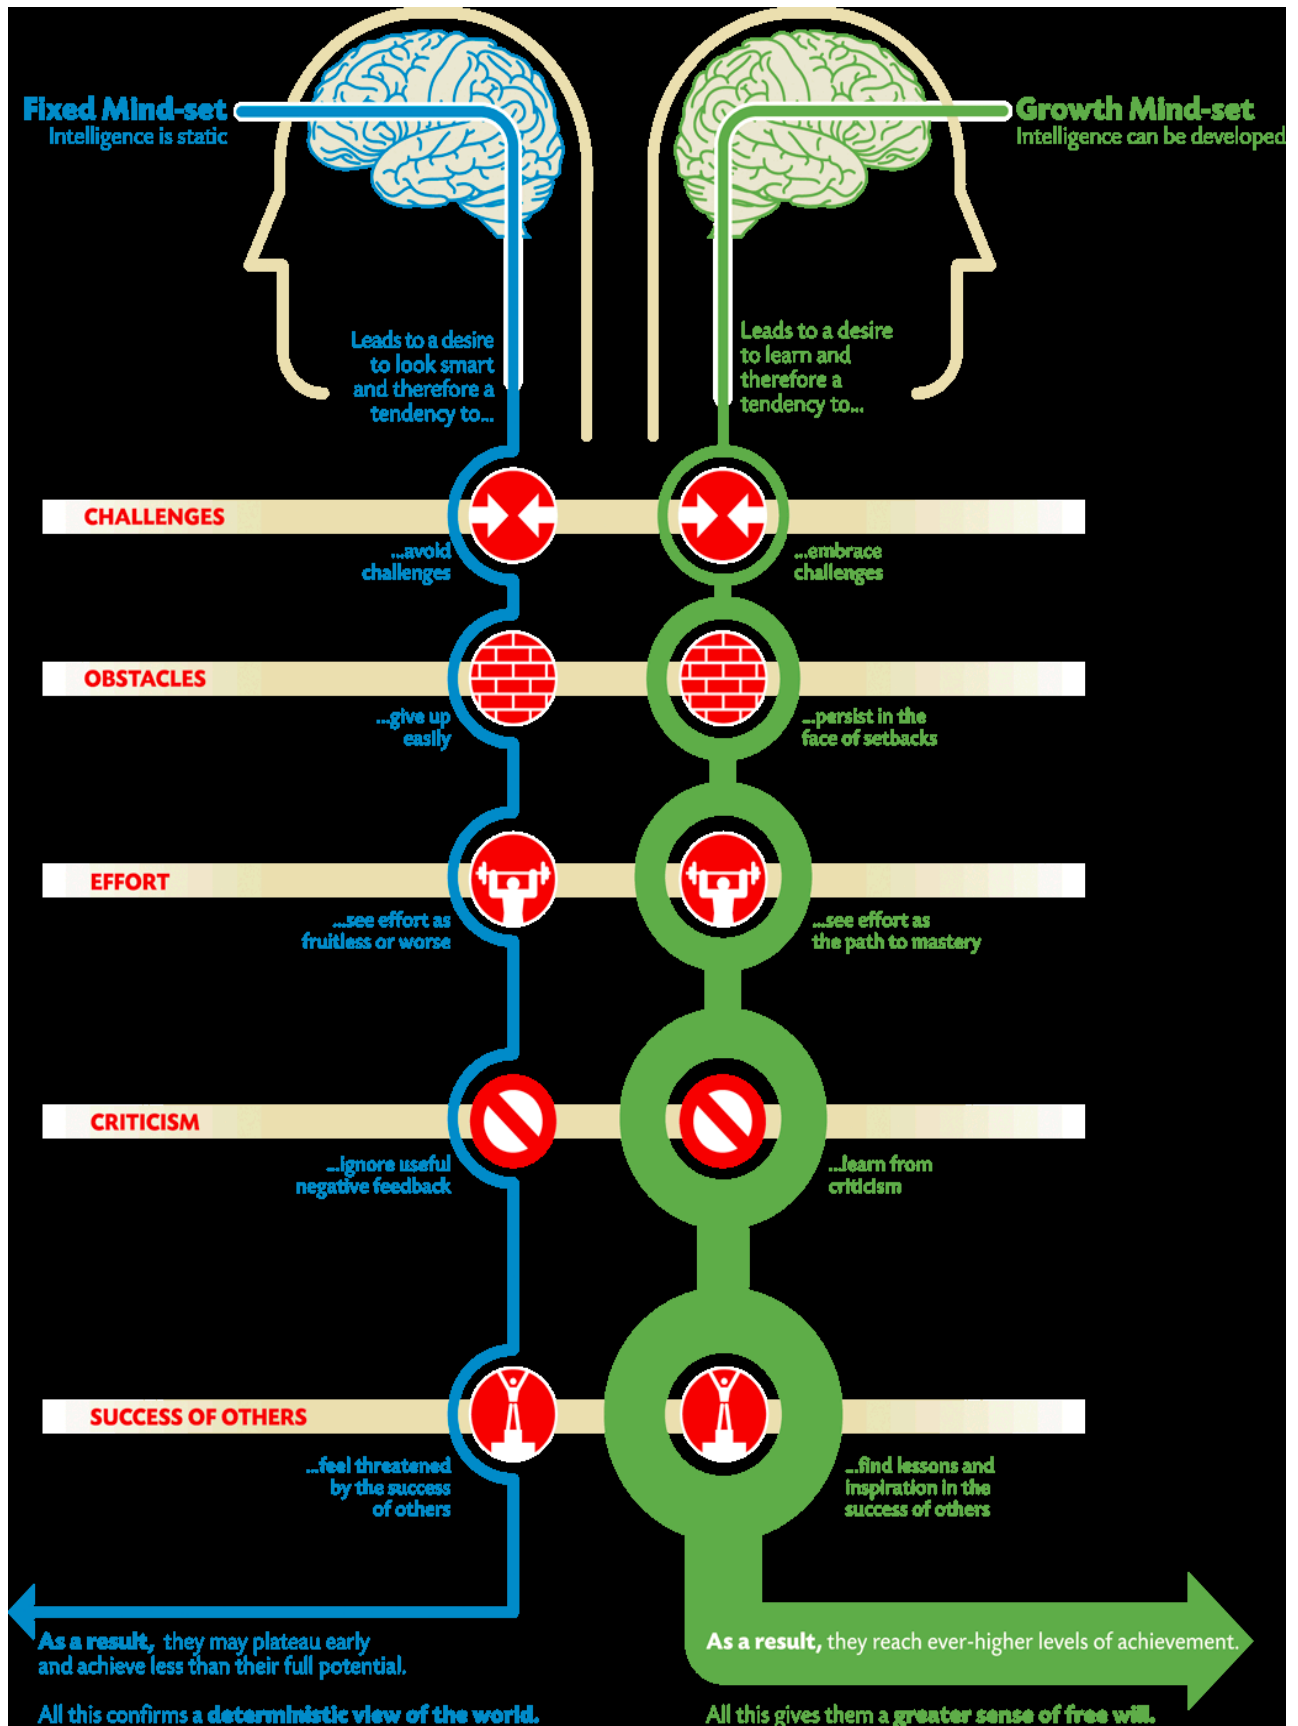 Fixed Mind-set
Intelligence is static
Growth Mind-set
Intelligence can be developed
Leads to a desire
to look smart
and therefore a
tendency to...
Leads to a desire
to learn and
therefore a
tendency to...
CHALLENGES
...avoid
challenges
...embrace
challenges
OBSTACLES
...give up
easily
...persist in the
face of setbacks
EFFORT
...see effort as
fruitless or worse
...see effort as
the path to mastery
CRITICISM
...ignore useful
negative feedback
...learn from
criticism
SUCCESS OF OTHERS
...feel threatened
by the success
of others
...find lessons and
inspiration in the
success of others
As a result, they may plateau early
and achieve less than their full potential.
All this confirms a deterministic view of the world.
As a result, they reach ever-higher levels of achievement.
All this gives them a greater sense of free will.